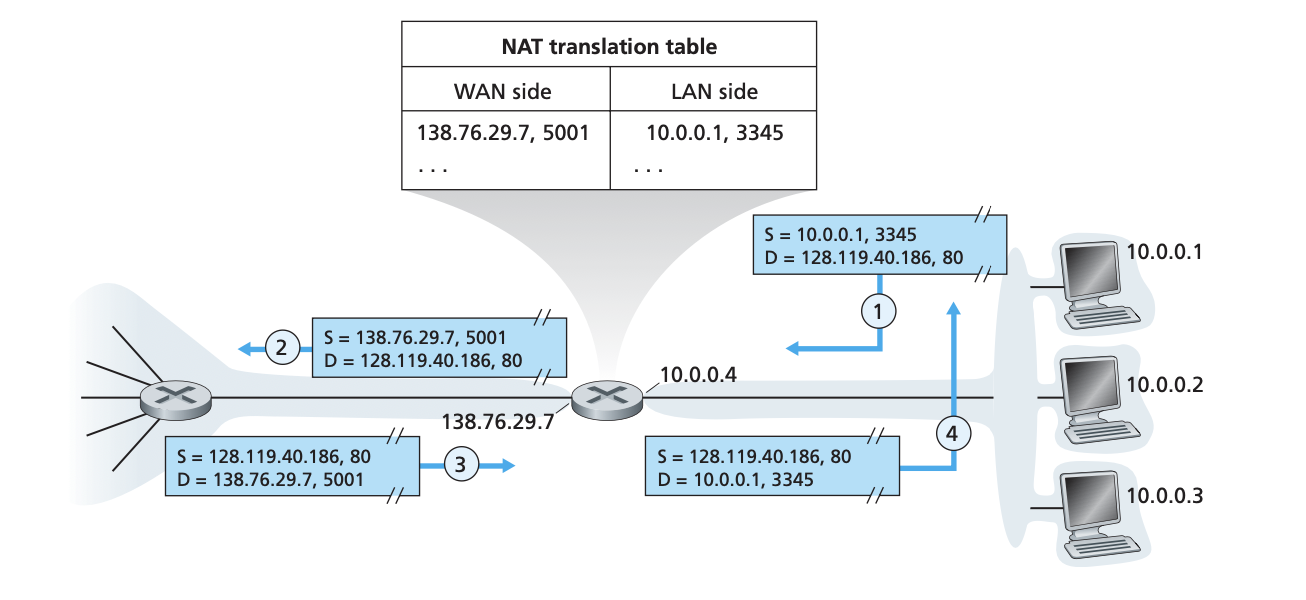 NAT translation table
WAN side
LAN side
138.76.29.7, 5001
10.0.0.1, 3345
. . .
. . .
S = 10.0.0.1, 3345
D = 128.119.40.186, 80
10.0.0.1
1
2
S = 138.76.29.7, 5001
D = 128.119.40.186, 80
10.0.0.4
10.0.0.2
138.76.29.7
4
S = 128.119.40.186, 80
D = 138.76.29.7, 5001
3
S = 128.119.40.186, 80
D = 10.0.0.1, 3345
10.0.0.3